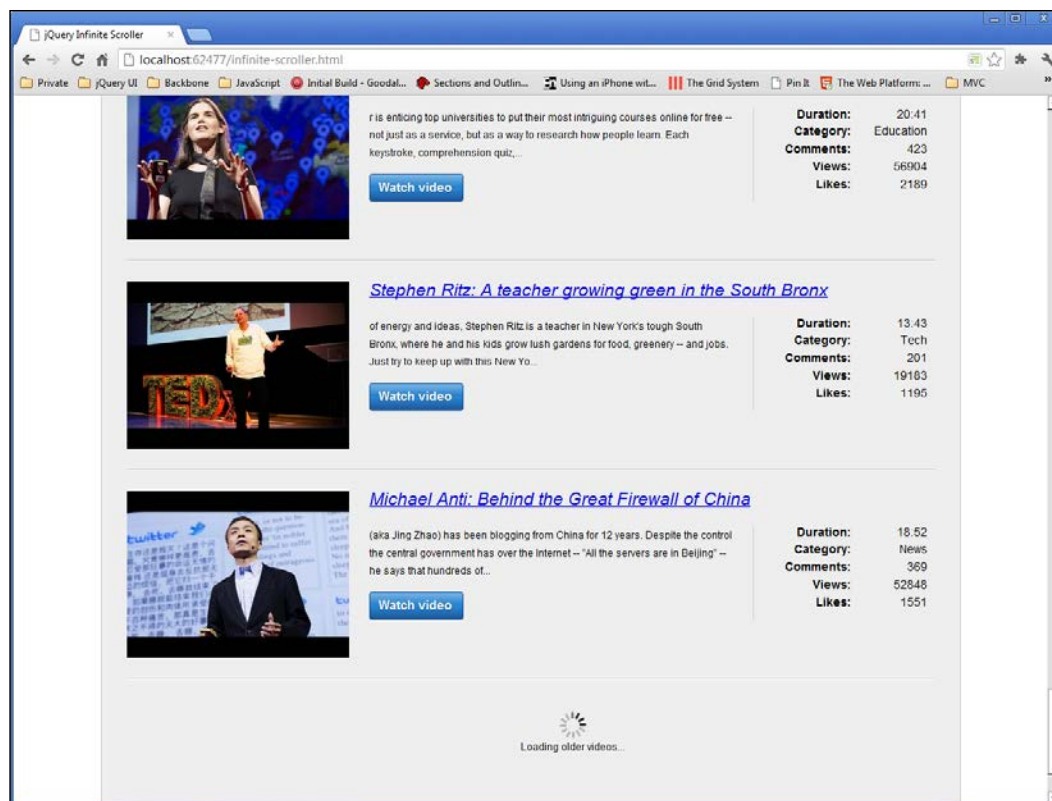 jQuery Infinite Scroller
localhost:62477/infinite-scroller.html
Private jQuery UI Backbone JavaScript Initial Build - Goodal... Sections and Outlin... Using an iPhone wit... The Grid System Pin It The Web Platform: ... MVC
r is enticing top universities to put their most intriguing courses online for free --
not just as a service, but as a way to research how people learn. Each
keystroke, comprehension quiz,...
Watch video
Duration: 20:41
Category: Education
Comments: 423
Views: 56904
Likes: 2189
Stephen Ritz: A teacher growing green in the South Bronx
of energy and ideas, Stephen Ritz is a teacher in New York's tough South
Bronx, where he and his kids grow lush gardens for food, greenery -- and jobs.
Just try to keep up with this New Yo...
Watch video
Duration: 13:43
Category: Tech
Comments: 201
Views: 19183
Likes: 1195
TEDx
Michael Anti: Behind the Great Firewall of China
(aka Jing Zhao) has been blogging from China for 12 years. Despite the control
the central government has over the Internet -- "All the servers are in Beijing" --
he says that hundreds of...
Watch video
Duration: 18:52
Category: News
Comments: 369
Views: 52848
Likes: 1551
twitter
Loading older videos...